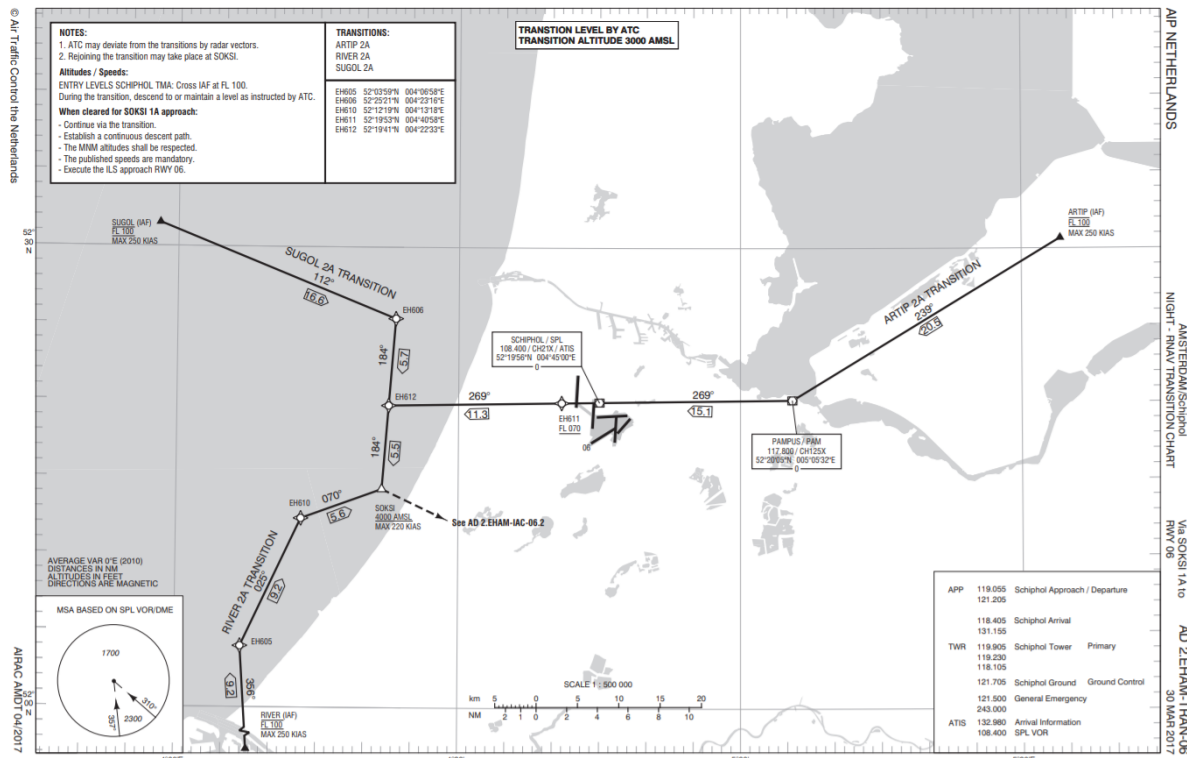 © Air Traffic Control the Netherlands
AIRAC AMDT 04/2017
NOTES:
1. ATC may deviate from the transitions by radar vectors.
2. Rejoining the transition may take place at SOKSI.
Altitudes / Speeds:
ENTRY LEVELS SCHIPHOL TMA: Cross IAF at FL 100.
During the transition, descend to or maintain a level as instructed by ATC.
When cleared for SOKSI 1A approach:
- Continue via the transition.
- Establish a continuous descent path.
- The MNM altitudes shall be respected.
- The published speeds are mandatory.
- Execute the ILS approach RWY 06.
TRANSITIONS:
ARTIP 2A
RIVER 2A
SUGOL 2A
EH605 52°03'59"N 004°06'58"E
EH606 52°25'21"N 004°23'16"E
EH610 52°12'19"N 004°13'18"E
EH611 52°19'53"N 004°40'58"E
EH612 52°19'41"N 004°22'33"E
TRANSTION LEVEL BY ATC
TRANSITION ALTITUDE 3000 AMSL
AIP NETHERLANDS
AMSTERDAM/Schiphol
NIGHT - RNAV TRANSITION CHART
Via SOKSI 1A to
RWY 06
AD 2.EHAM-TRAN-06
30 MAR 2017
52°
30
N
SUGOL (IAF)
FL 100
MAX 250 KIAS
SUGOL 2A TRANSITION
112°
16.6
EH606
184°
5.7
EH612
184°
5.5
269°
11.3
EH611
FL 070
SCHIPHOL / SPL
108.400 / CH21X / ATIS
52°19'56"N 004°45'00"E
0
06
269°
15.1
PAMPUS / PAM
117.800 / CH125X
52°20'05"N 005°05'32"E
0
ARTIP 2A TRANSITION
239°
20.5
ARTIP (IAF)
FL 100
MAX 250 KIAS
SOKSI
4000 AMSL
MAX 220 KIAS
See AD 2.EHAM-IAC-06.2
EH610
070°
5.6
RIVER 2A TRANSITION
025°
9.2
EH605
356°
9.2
RIVER (IAF)
FL 100
MAX 250 KIAS
AVERAGE VAR 0°E (2010)
DISTANCES IN NM
ALTITUDES IN FEET
DIRECTIONS ARE MAGNETIC
MSA BASED ON SPL VOR/DME
1700
310°
357°
2300
52°
00
N
SCALE 1 : 500 000
km 5 0 5 10 15 20
NM 2 1 0 2 4 6 8 10
APP 119.055 Schiphol Approach / Departure
121.205
118.405 Schiphol Arrival
131.155
TWR 119.905 Schiphol Tower Primary
119.230
118.105
121.705 Schiphol Ground Ground Control
121.500 General Emergency
243.000
ATIS 132.980 Arrival Information
108.400 SPL VOR